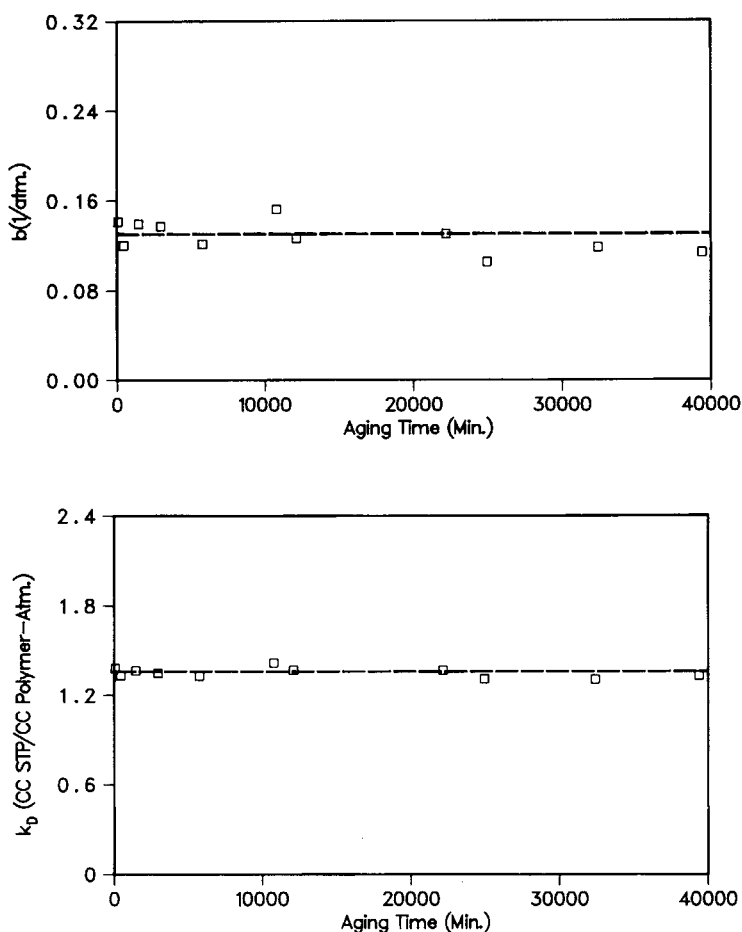 0.32
0.24
0.16
0.08
0.00
b(1/atm.)
0 10000 20000 30000 40000
Aging Time (Min.)
2.4
1.8
1.2
0.6
0
k_D (CC STP/CC Polymer-Atm.)
0 10000 20000 30000 40000
Aging Time (Min.)